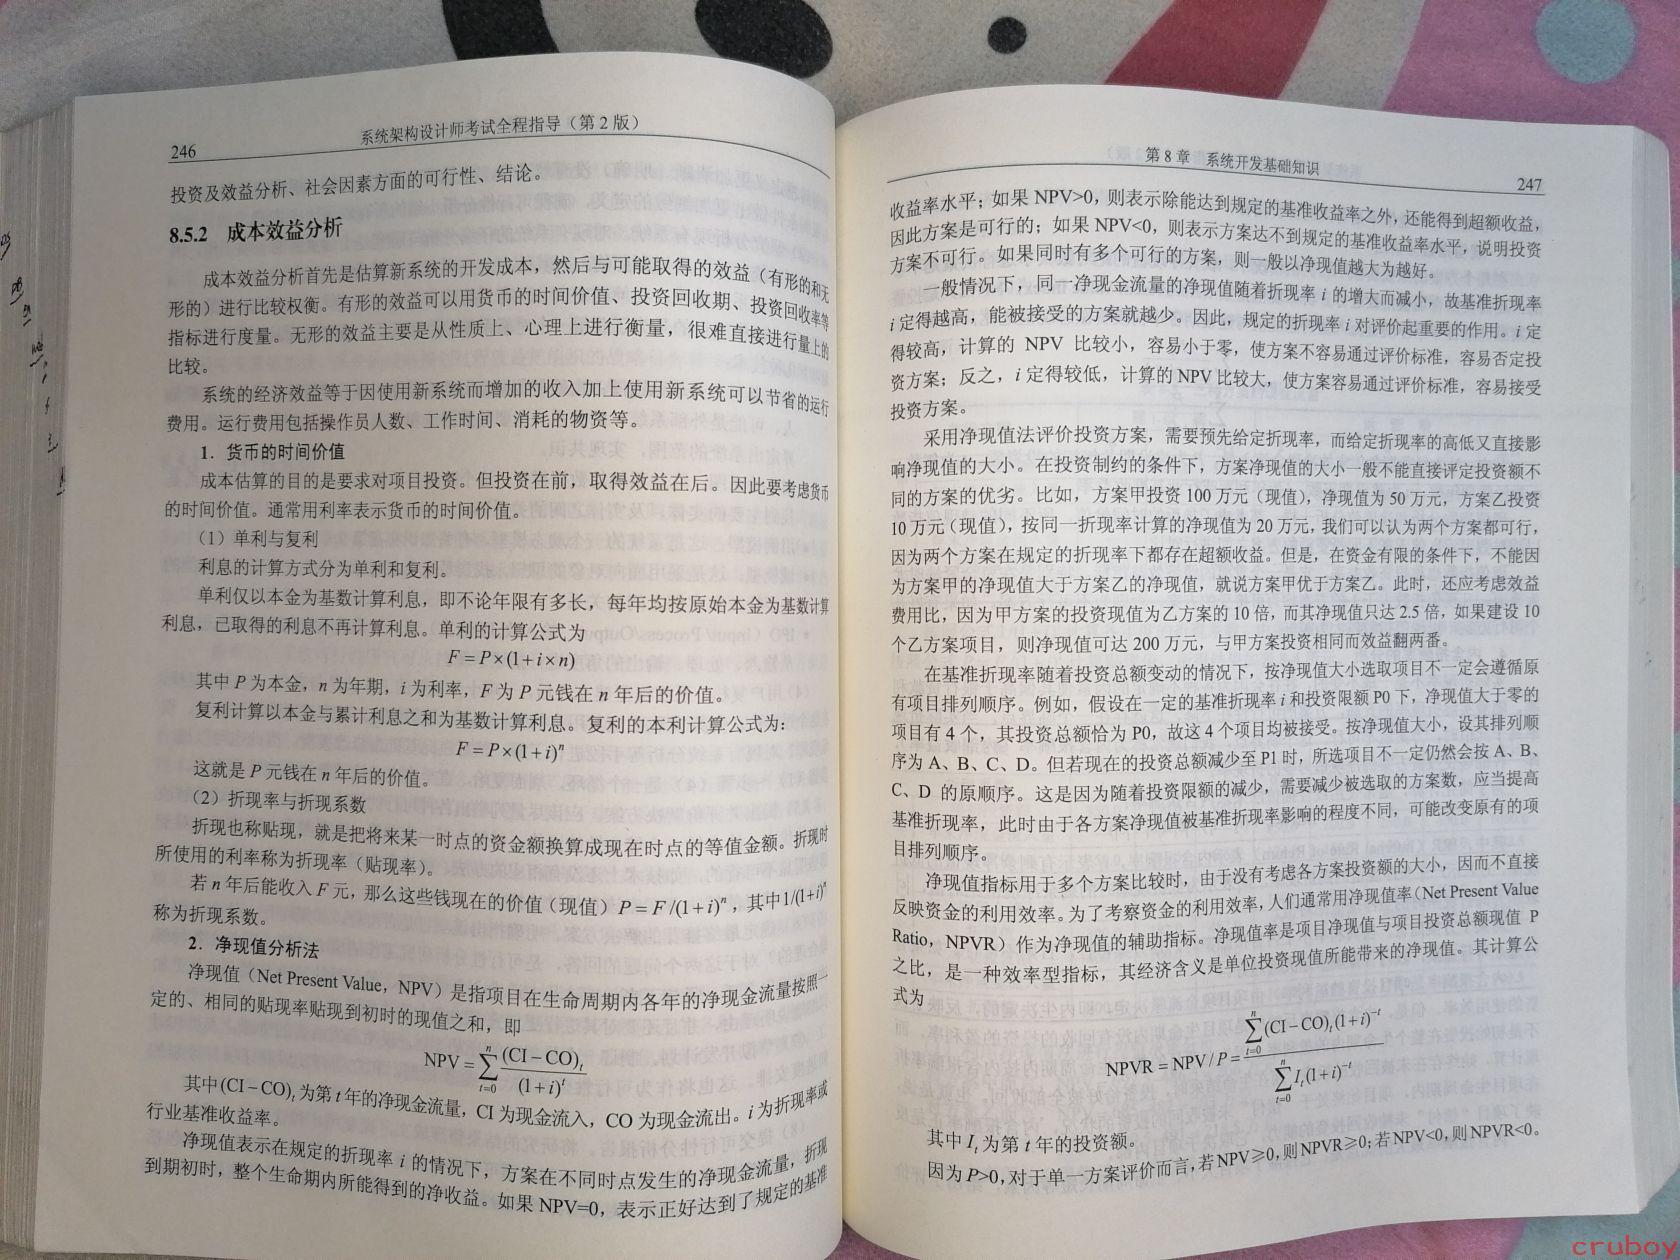 246
系统架构设计师考试全程指导（第 2 版）
投资及效益分析、社会因素方面的可行性、结论。
8.5.2 成本效益分析
成本效益分析首先是估算新系统的开发成本，然后与可能取得的效益（有形的和无
形的）进行比较权衡。有形的效益可以用货币的时间价值、投资回收期、投资回收率等
指标进行度量。无形的效益主要是从性质上、心理上进行衡量，很难直接进行量上的
比较。
系统的经济效益等于因使用新系统而增加的收入加上使用新系统可以节省的运行
费用。运行费用包括操作员人数、工作时间、消耗的物资等。
1．货币的时间价值
成本估算的目的是要求对项目投资。但投资在前，取得效益在后。因此要考虑货币
的时间价值。通常用利率表示货币的时间价值。
（1）单利与复利
利息的计算方式分为单利和复利。
单利仅以本金为基数计算利息，即不论年限有多长，每年均按原始本金为基数计算
利息，已取得的利息不再计算利息。单利的计算公式为
F = P×(1+i×n)
其中 P 为本金，n 为年期，i 为利率，F 为 P 元钱在 n 年后的价值。
复利计算以本金与累计利息之和为基数计算利息。复利的本利计算公式为：
F = P×(1+i)ⁿ
这就是 P 元钱在 n 年后的价值。
（2）折现率与折现系数
折现也称贴现，就是把将来某一时点的资金额换算成现在时点的等值金额。折现时
所使用的利率称为折现率（贴现率）。
若 n 年后能收入 F 元，那么这些钱现在的价值（现值）P = F /(1+i)ⁿ，其中1/(1+i)ⁿ
称为折现系数。
2．净现值分析法
净现值（Net Present Value，NPV）是指项目在生命周期内各年的净现金流量按照一
定的、相同的贴现率贴现到初时的现值之和，即
NPV = ∑_{t=0}^{n} (CI－CO)_t / (1+i)^t
其中(CI－CO)_t 为第 t 年的净现金流量，CI 为现金流入，CO 为现金流出。i 为折现率或
行业基准收益率。
净现值表示在规定的折现率 i 的情况下，方案在不同时点发生的净现金流量，折现
到期初时，整个生命期内所能得到的净收益。如果 NPV=0，表示正好达到了规定的基准
第 8 章 系统开发基础知识
247
收益率水平；如果 NPV>0，则表示除能达到规定的基准收益率之外，还能得到超额收益，
因此方案是可行的；如果 NPV<0，则表示方案达不到规定的基准收益率水平，说明投资
方案不可行。如果同时有多个可行的方案，则一般以净现值越大为越好。
一般情况下，同一净现金流量的净现值随着折现率 i 的增大而减小，故基准折现率
i 定得越高，能被接受的方案就越少。因此，规定的折现率 i 对评价起重要的作用。i 定
得较高，计算的 NPV 比较小，容易小于零，使方案不容易通过评价标准，容易否定投
资方案；反之，i 定得较低，计算的 NPV 比较大，使方案容易通过评价标准，容易接受
投资方案。
采用净现值法评价投资方案，需要预先给定折现率，而给定折现率的高低又直接影
响净现值的大小。在投资制约的条件下，方案净现值的大小一般不能直接评定投资额不
同的方案的优劣。比如，方案甲投资 100 万元（现值），净现值为 50 万元，方案乙投资
10 万元（现值），按同一折现率计算的净现值为 20 万元，我们可以认为两个方案都可行，
因为两个方案在规定的折现率下都存在超额收益。但是，在资金有限的条件下，不能因
为方案甲的净现值大于方案乙的净现值，就说方案甲优于方案乙。此时，还应考虑效益
费用比，因为甲方案的投资现值为乙方案的 10 倍，而其净现值只达 2.5 倍，如果建设 10
个乙方案项目，则净现值可达 200 万元，与甲方案投资相同而效益翻两番。
在基准折现率随着投资总额变动的情况下，按净现值大小选取项目不一定会遵循原
有项目排列顺序。例如，假设在一定的基准折现率 i 和投资限额 P0 下，净现值大于零的
项目有 4 个，其投资总额恰为 P0，故这 4 个项目均被接受。按净现值大小，设其排列顺
序为 A、B、C、D。但若现在的投资总额减少至 P1 时，所选项目不一定仍然会按 A、B、
C、D 的原顺序。这是因为随着投资限额的减少，需要减少被选取的方案数，应当提高
基准折现率，此时由于各方案净现值被基准折现率影响的程度不同，可能改变原有的项
目排列顺序。
净现值指标用于多个方案比较时，由于没有考虑各方案投资额的大小，因而不直接
反映资金的利用效率。为了考察资金的利用效率，人们通常用净现值率（Net Present Value
Ratio，NPVR）作为净现值的辅助指标。净现值率是项目净现值与项目投资总额现值 P
之比，是一种效率型指标，其经济含义是单位投资现值所能带来的净现值。其计算公
式为
NPVR = NPV / P = ∑_{t=0}^{n} (CI－CO)_t (1+i)^{-t} / ∑_{t=0}^{n} I_t (1+i)^{-t}
其中 I_t 为第 t 年的投资额。
因为 P>0，对于单一方案评价而言，若 NPV≥0，则 NPVR≥0；若 NPV<0，则 NPVR<0。
cruboy